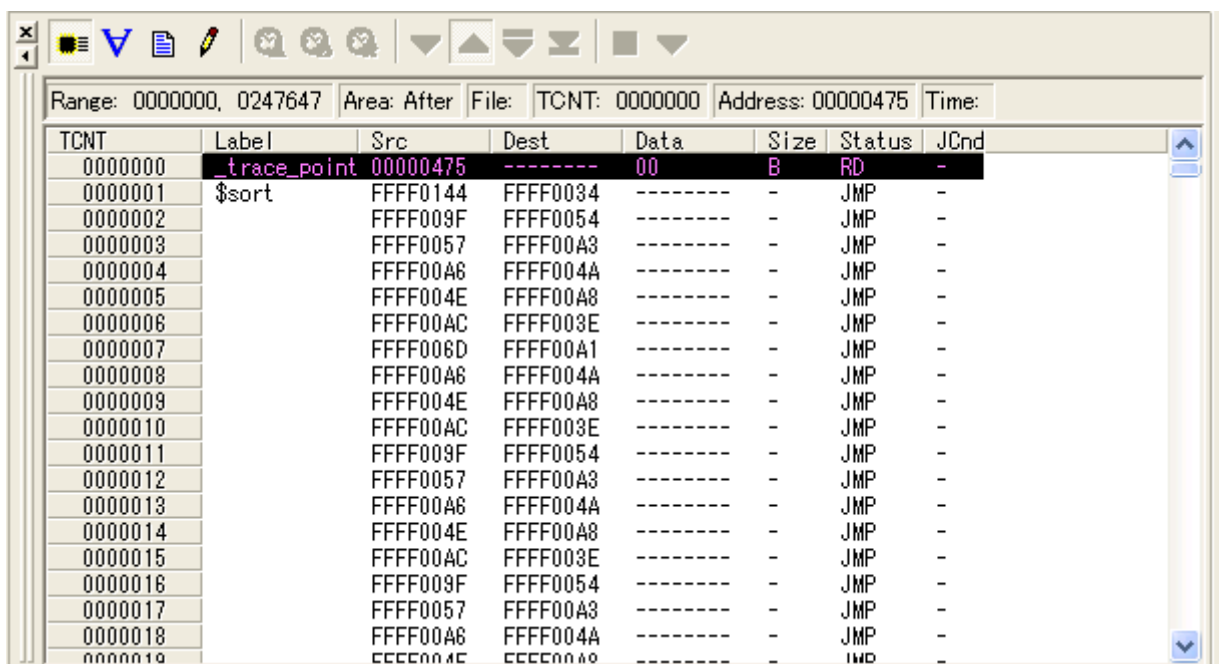 Range: 0000000, 0247647 Area: After File: TCNT: 0000000 Address: 00000475 Time:
TCNT Label Src Dest Data Size Status JCnd
0000000 _trace_point 00000475 -------- 00 B RD -
0000001 $sort FFFF0144 FFFF0034 -------- - JMP -
0000002 FFFF009F FFFF0054 -------- - JMP -
0000003 FFFF0057 FFFF00A3 -------- - JMP -
0000004 FFFF00A6 FFFF004A -------- - JMP -
0000005 FFFF004E FFFF00A8 -------- - JMP -
0000006 FFFF00AC FFFF003E -------- - JMP -
0000007 FFFF006D FFFF00A1 -------- - JMP -
0000008 FFFF00A6 FFFF004A -------- - JMP -
0000009 FFFF004E FFFF00A8 -------- - JMP -
0000010 FFFF00AC FFFF003E -------- - JMP -
0000011 FFFF009F FFFF0054 -------- - JMP -
0000012 FFFF0057 FFFF00A3 -------- - JMP -
0000013 FFFF00A6 FFFF004A -------- - JMP -
0000014 FFFF004E FFFF00A8 -------- - JMP -
0000015 FFFF00AC FFFF003E -------- - JMP -
0000016 FFFF009F FFFF0054 -------- - JMP -
0000017 FFFF0057 FFFF00A3 -------- - JMP -
0000018 FFFF00A6 FFFF004A -------- - JMP -